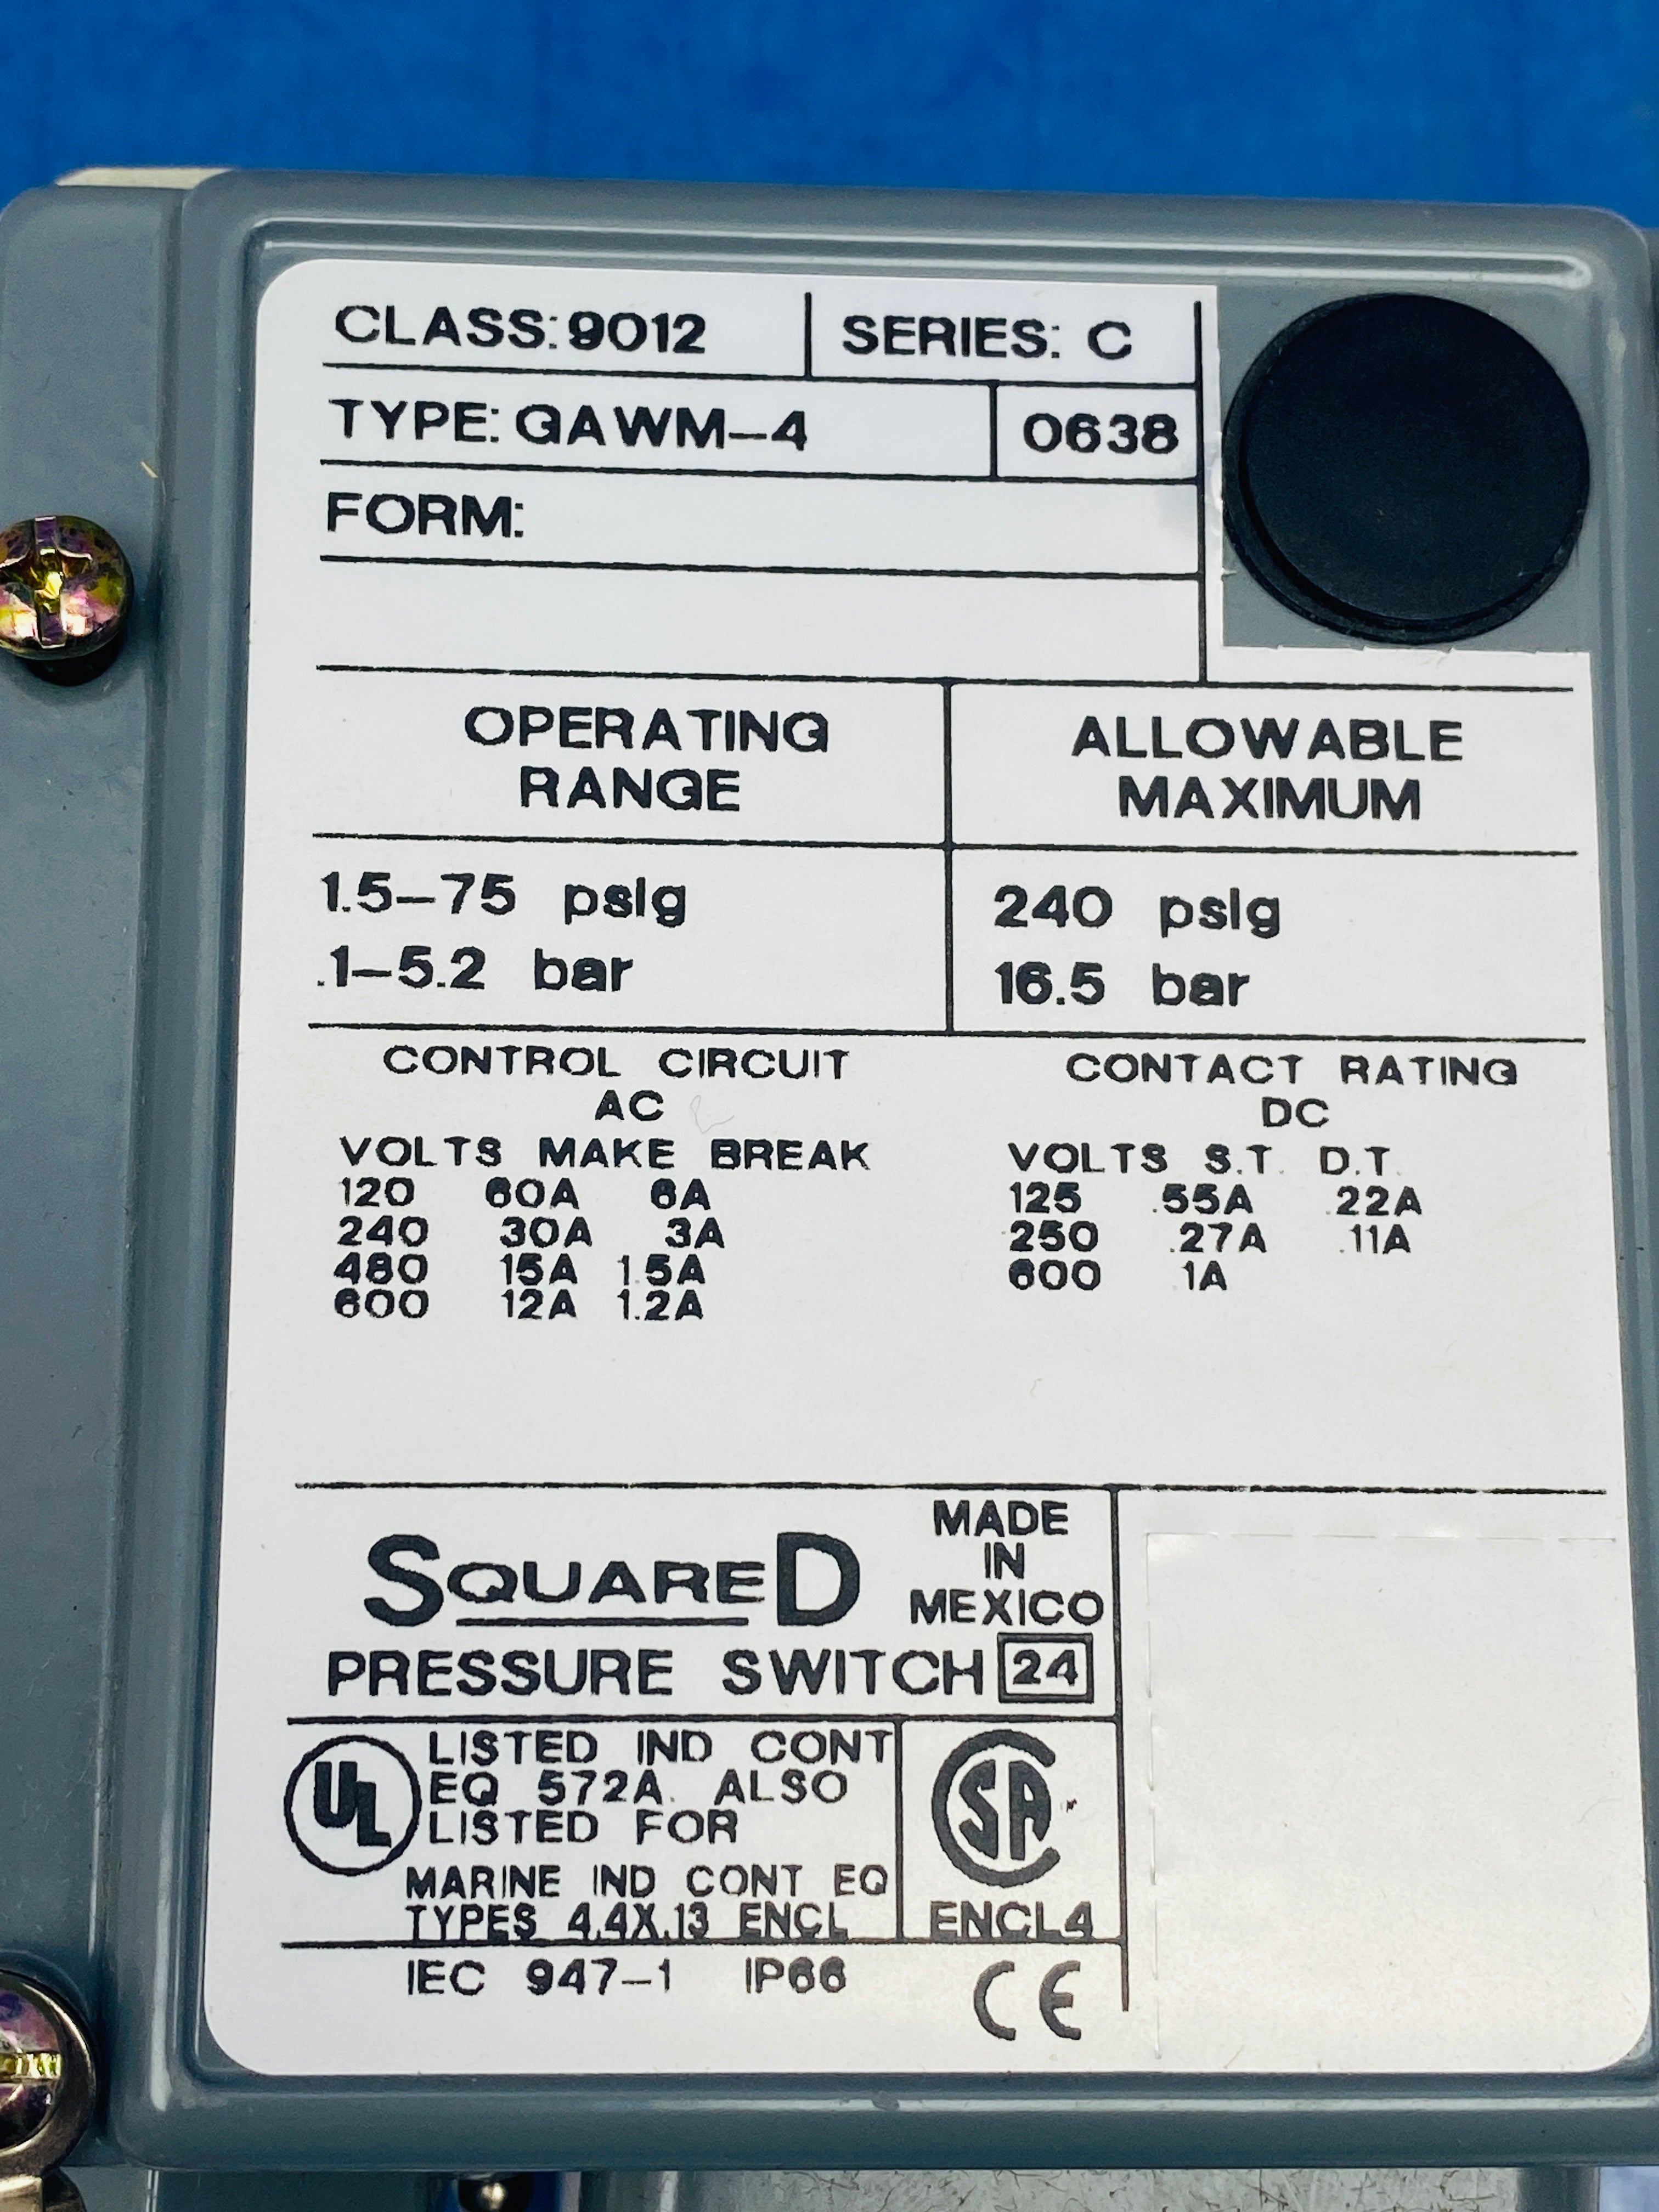 CLASS: 9012 SERIES: C
TYPE: GAWM-4 0638
FORM:
OPERATING RANGE
ALLOWABLE MAXIMUM
1.5-75 psig 240 psig
.1-5.2 bar 16.5 bar
CONTROL CIRCUIT CONTACT RATING
AC DC
VOLTS MAKE BREAK VOLTS S.T. D.T.
120 60A 6A 125 .55A .22A
240 30A 3A 250 .27A .11A
480 15A 1.5A 600 .1A
600 12A 1.2A
SQUARE D
MADE
IN
MEXICO
PRESSURE SWITCH 24
UL
LISTED IND CONT
EQ 572A. ALSO
LISTED FOR
MARINE IND CONT EQ
TYPES 4,4X,13 ENCL
SA
ENCL4
IEC 947-1 IP66 CE